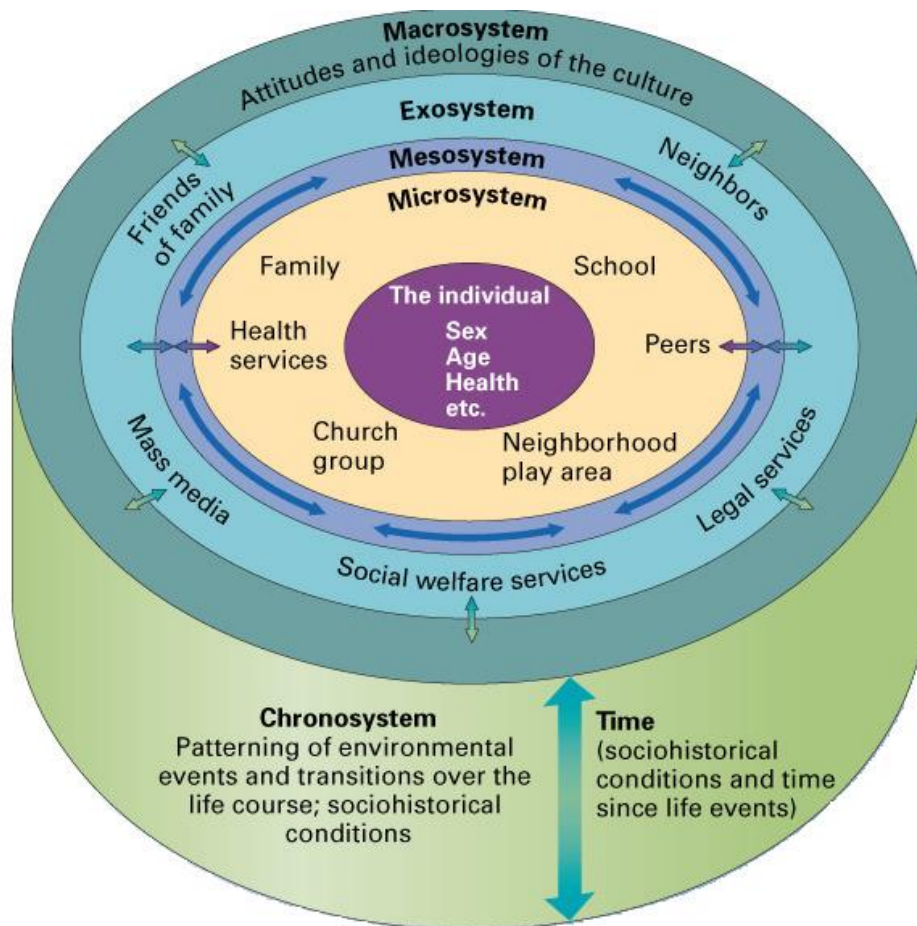 Macrosystem
Attitudes and ideologies of the culture
Exosystem
Mesosystem
Microsystem
Friends
of family
Neighbors
Family
School
The individual
Sex
Age
Health
etc.
Health
services
Peers
Church
group
Neighborhood
play area
Mass media
Legal services
Social welfare services
Chronosystem
Patterning of environmental
events and transitions over the
life course; sociohistorical
conditions
Time
(sociohistorical
conditions and time
since life events)